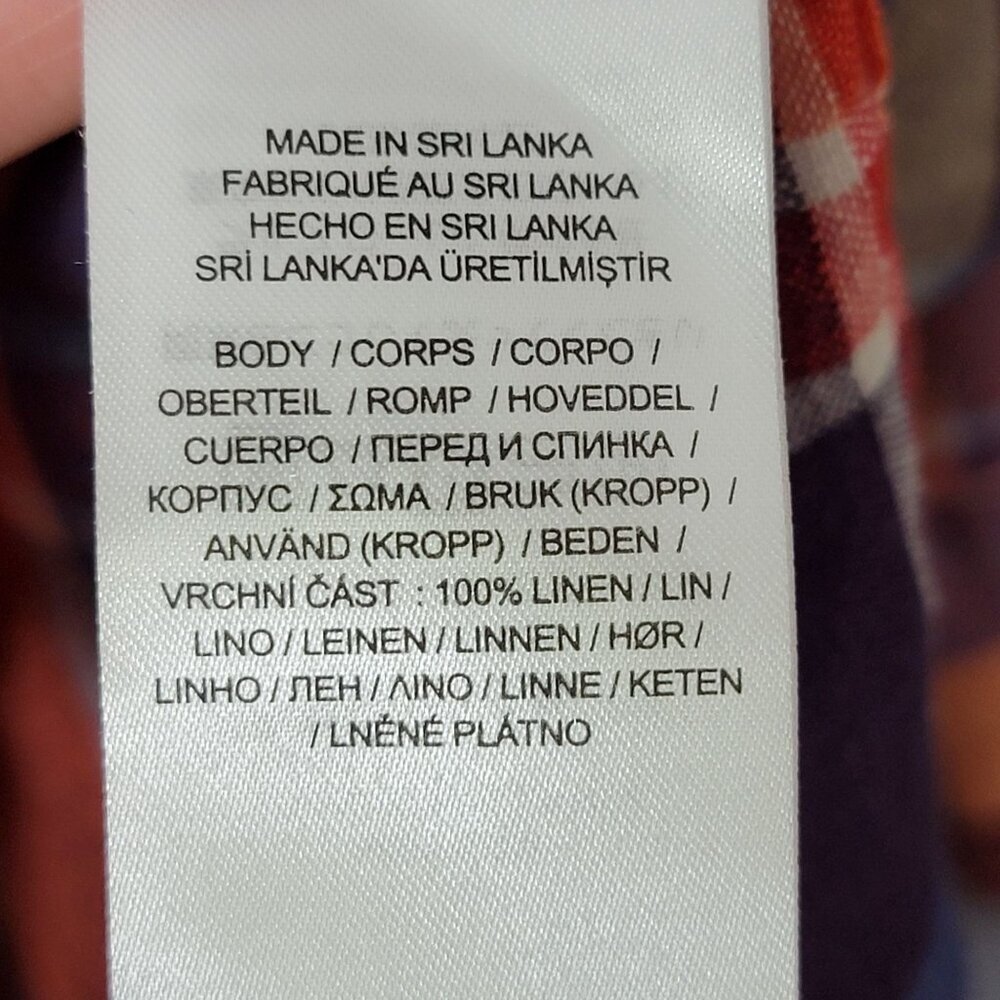 MADE IN SRI LANKA
FABRIQUÉ AU SRI LANKA
HECHO EN SRI LANKA
SRİ LANKA'DA ÜRETİLMİŞTİR
BODY / CORPS / CORPO /
OBERTEIL / ROMP / HOVEDDEL /
CUERPO / ПЕРЕД И СПИНКА /
КОРПУС / ΣΩΜΑ / BRUK (KROPP) /
ANVÄND (KROPP) / BEDEN /
VRCHNÍ ČÁST : 100% LINEN / LIN /
LINO / LEINEN / LINNEN / HØR /
LINHO / ЛЕН / ΛΙΝΟ / LINNE / KETEN
/ LNĚNÉ PLÁTNO